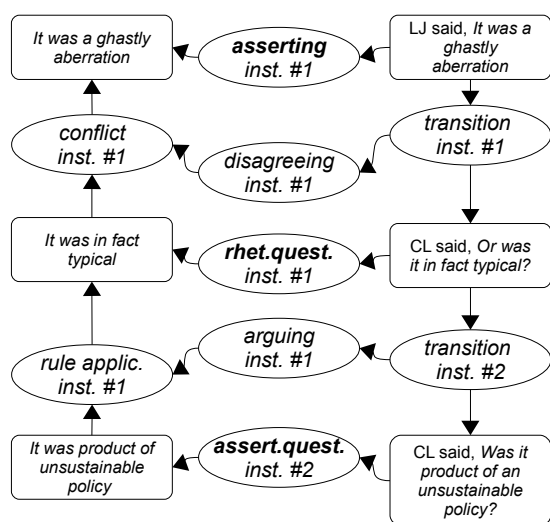 It was a ghastly
aberration
asserting
inst. #1
LJ said, It was a
ghastly
aberration
conflict
inst. #1
disagreeing
inst. #1
transition
inst. #1
It was in fact
typical
rhet.quest.
inst. #1
CL said, Or was
it in fact typical?
rule applic.
inst. #1
arguing
inst. #1
transition
inst. #2
It was product of
unsustainable
policy
assert.quest.
inst. #2
CL said, Was it
product of an
unsustainable
policy?